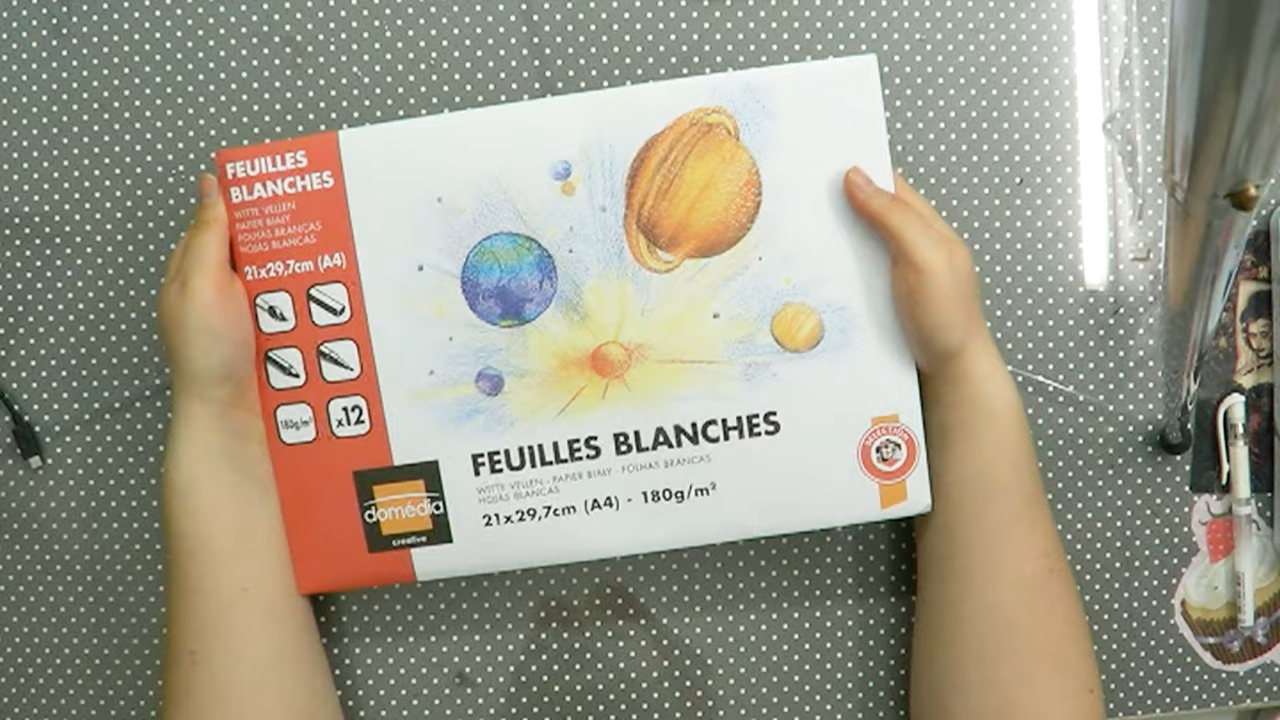 FEUILLES
BLANCHES
WITTE VELLEN
PAPIER BIAŁY
FOLHAS BRANCAS
HOJAS BLANCAS
21x29,7cm (A4)
180g/m²
x12
domédia
creative
FEUILLES BLANCHES
WITTE VELLEN - PAPIER BIAŁY - FOLHAS BRANCAS
HOJAS BLANCAS
21x29,7cm (A4) - 180g/m²
SÉLECTION